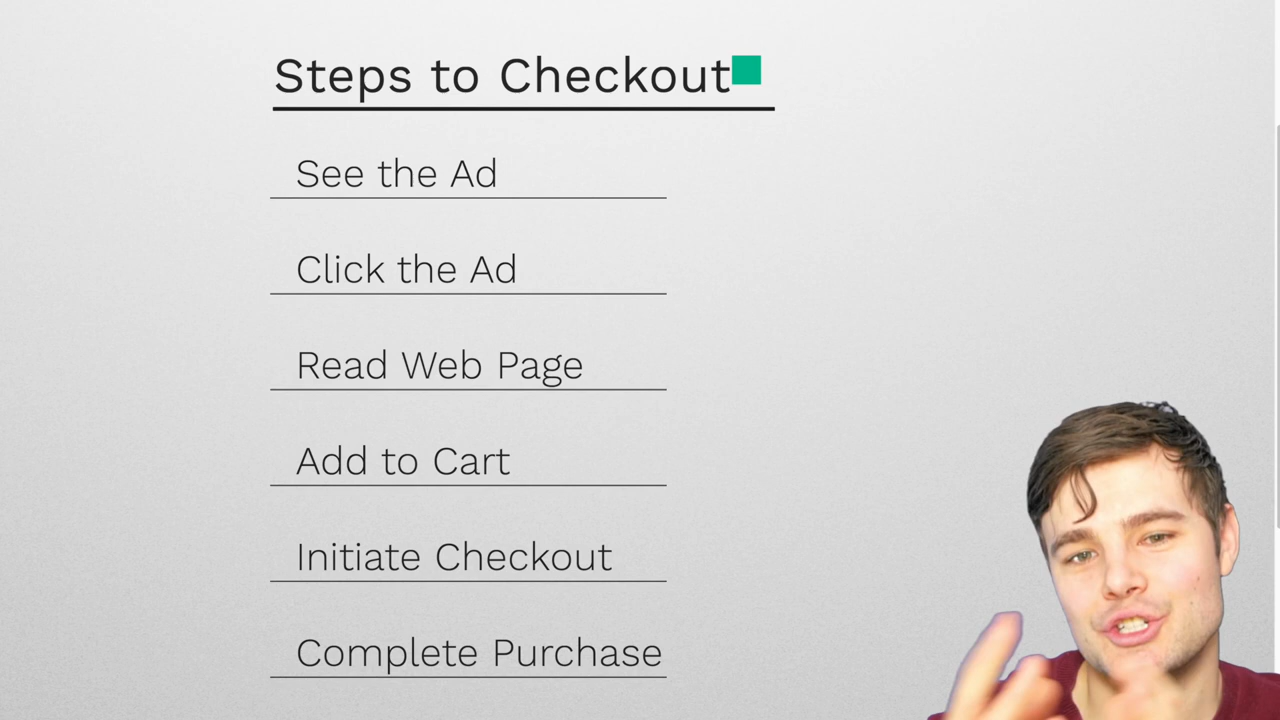 Steps to Checkout
See the Ad
Click the Ad
Read Web Page
Add to Cart
Initiate Checkout
Complete Purchase